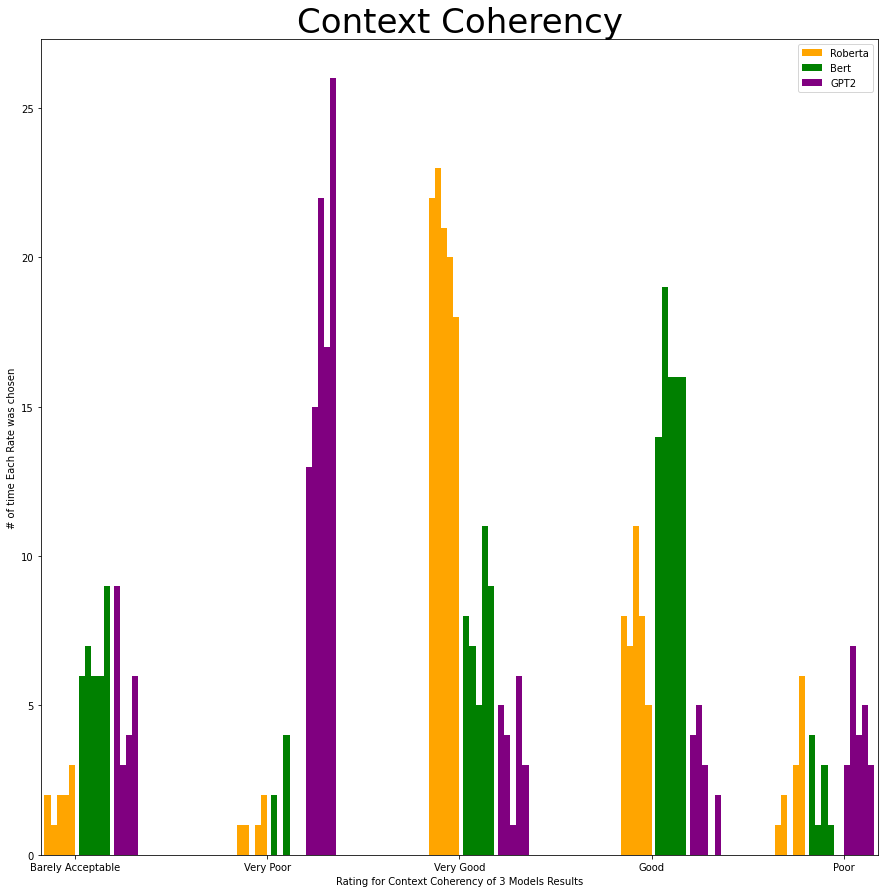 Context Coherency
Roberta
Bert
GPT2
25
20
15
10
5
0
# of time Each Rate was chosen
Barely Acceptable
Very Poor
Very Good
Good
Poor
Rating for Context Coherency of 3 Models Results